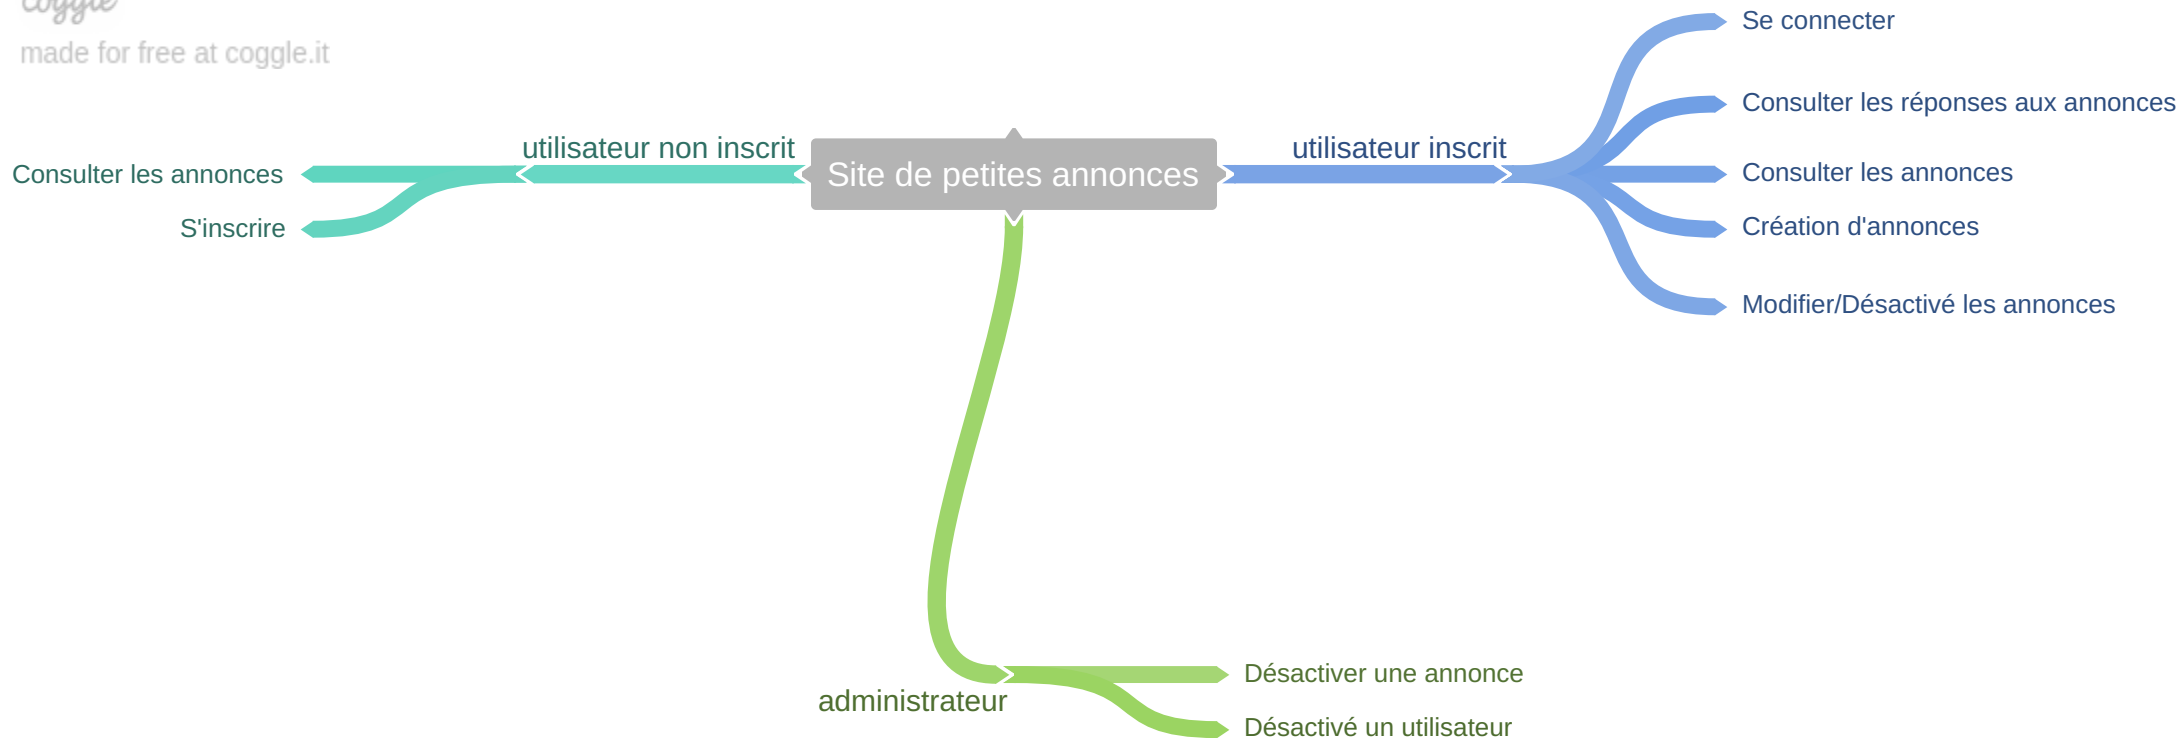 coggle
made for free at coggle.it
Site de petites annonces
utilisateur non inscrit
Consulter les annonces
S'inscrire
utilisateur inscrit
Se connecter
Consulter les réponses aux annonces
Consulter les annonces
Création d'annonces
Modifier/Désactivé les annonces
administrateur
Désactiver une annonce
Désactivé un utilisateur